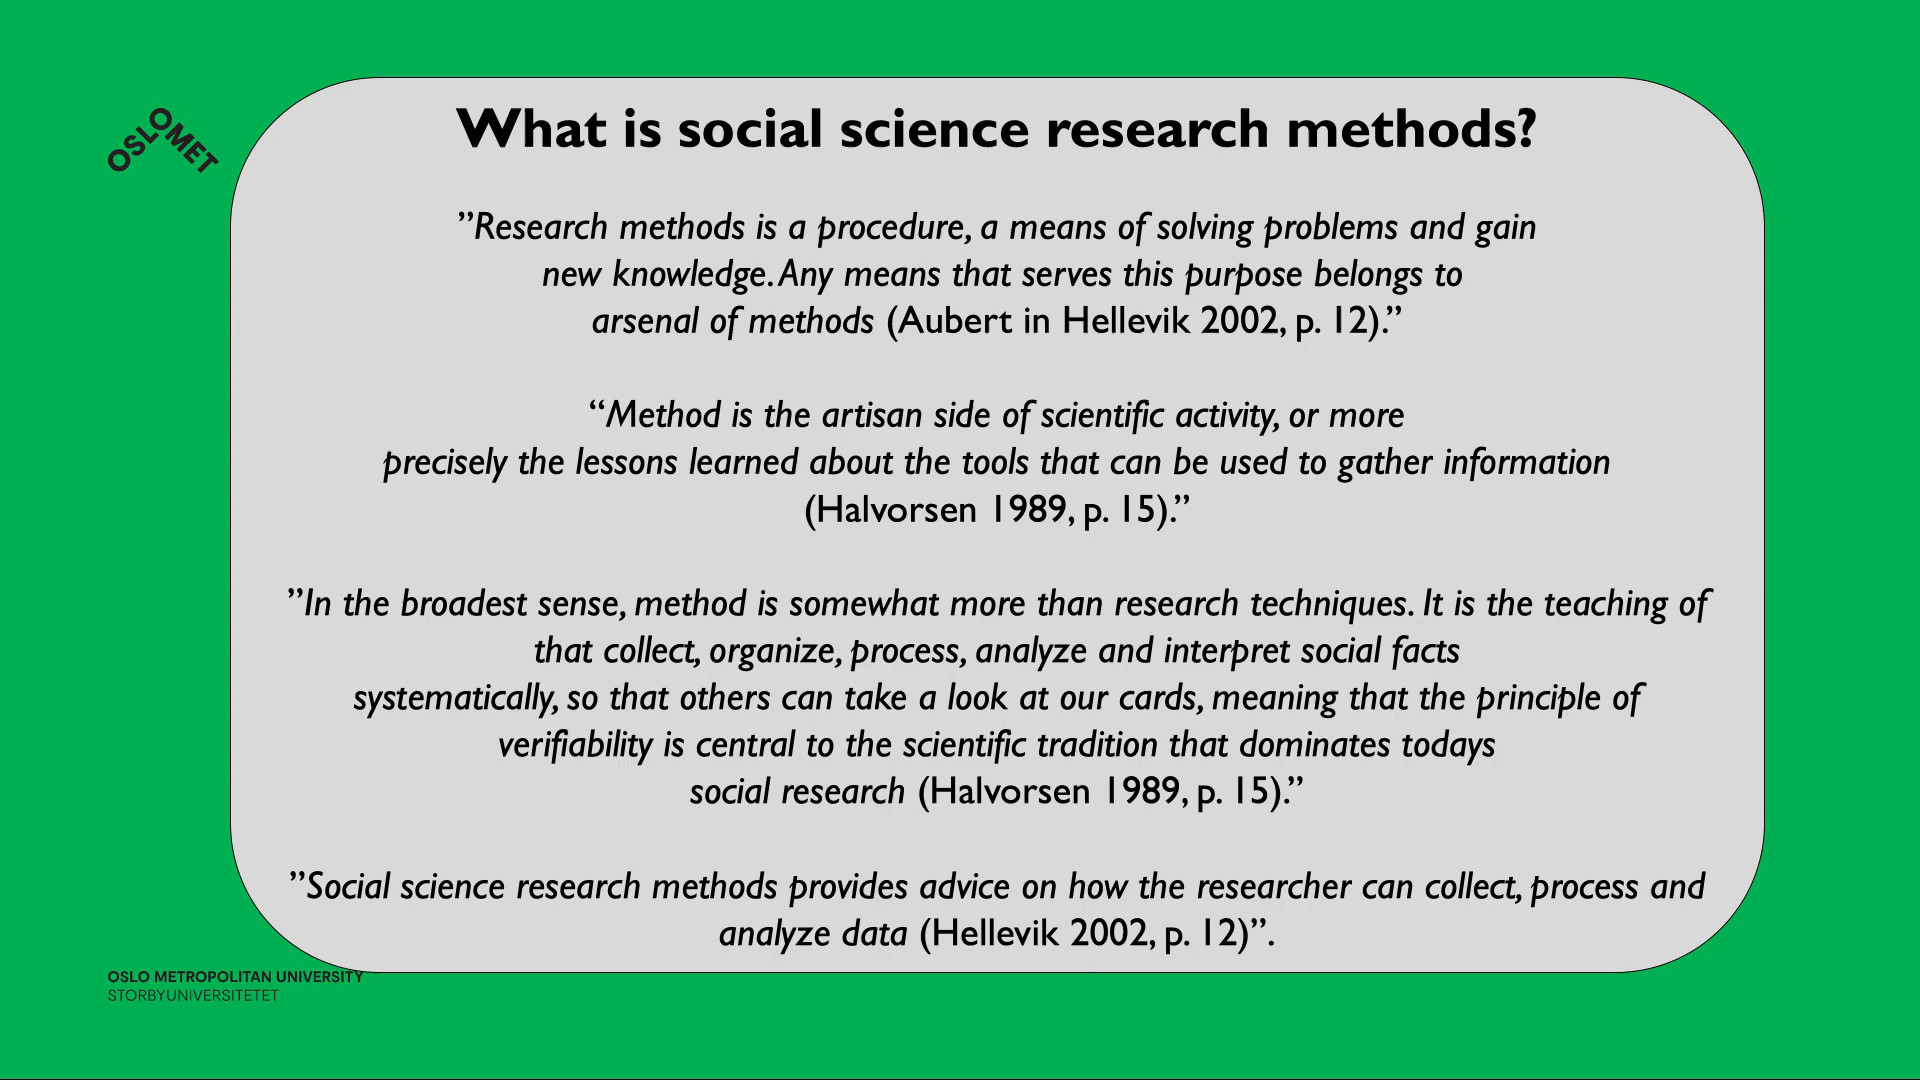 OSLOMET
What is social science research methods?
”Research methods is a procedure, a means of solving problems and gain
new knowledge. Any means that serves this purpose belongs to
arsenal of methods (Aubert in Hellevik 2002, p. 12).”
“Method is the artisan side of scientific activity, or more
precisely the lessons learned about the tools that can be used to gather information
(Halvorsen 1989, p. 15).”
”In the broadest sense, method is somewhat more than research techniques. It is the teaching of
that collect, organize, process, analyze and interpret social facts
systematically, so that others can take a look at our cards, meaning that the principle of
verifiability is central to the scientific tradition that dominates todays
social research (Halvorsen 1989, p. 15).”
”Social science research methods provides advice on how the researcher can collect, process and
analyze data (Hellevik 2002, p. 12)”.
OSLO METROPOLITAN UNIVERSITY
STORBYUNIVERSITETET